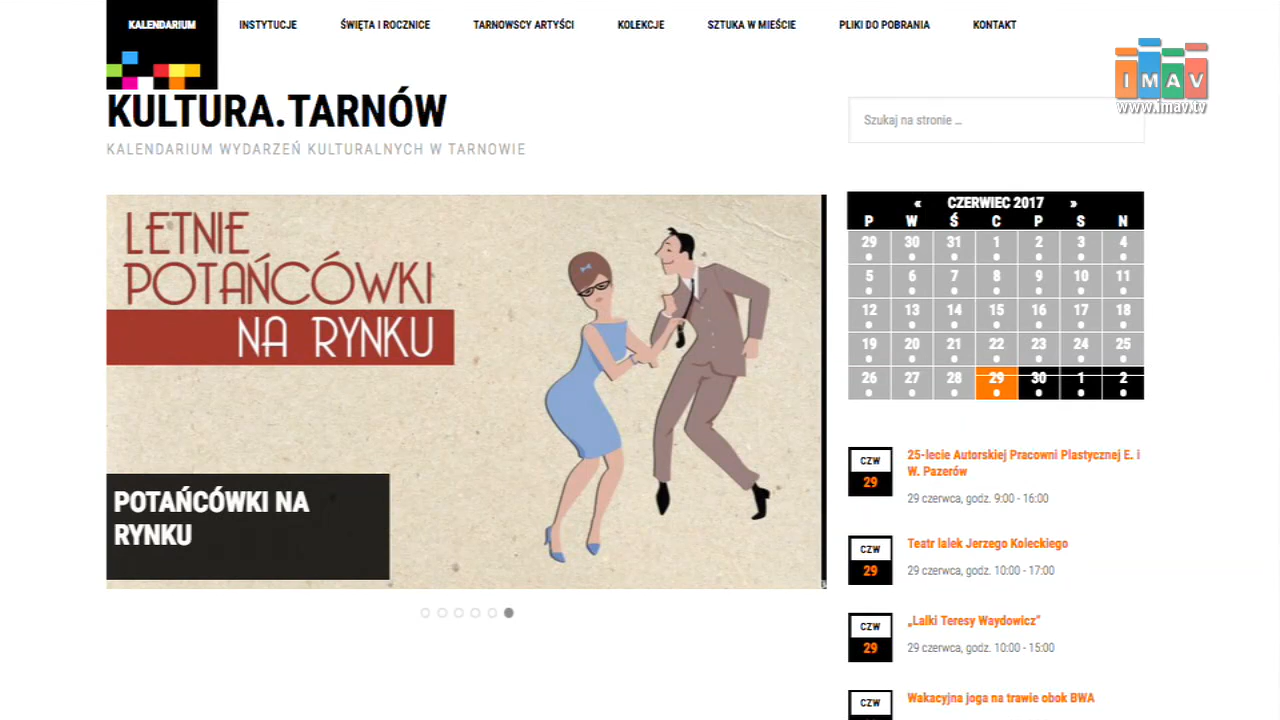 KALENDARIUM INSTYTUCJE ŚWIĘTA I ROCZNICE TARNOWSCY ARTYŚCI KOLEKCJE SZTUKA W MIEŚCIE PLIKI DO POBRANIA KONTAKT
IMAV
www.imav.tv
KULTURA.TARNÓW
KALENDARIUM WYDARZEŃ KULTURALNYCH W TARNOWIE
Szukaj na stronie ...
LETNIE
POTAŃCÓWKI
NA RYNKU
POTAŃCÓWKI NA
RYNKU
« CZERWIEC 2017 »
P W Ś C P S N
29 30 31 1 2 3 4
5 6 7 8 9 10 11
12 13 14 15 16 17 18
19 20 21 22 23 24 25
26 27 28 29 30 1 2
CZW
29
25-lecie Autorskiej Pracowni Plastycznej E. i
W. Pazerów
29 czerwca, godz. 9:00 - 16:00
CZW
29
Teatr lalek Jerzego Koleckiego
29 czerwca, godz. 10:00 - 17:00
CZW
29
„Lalki Teresy Waydowicz"
29 czerwca, godz. 10:00 - 15:00
CZW
Wakacyjna joga na trawie obok BWA